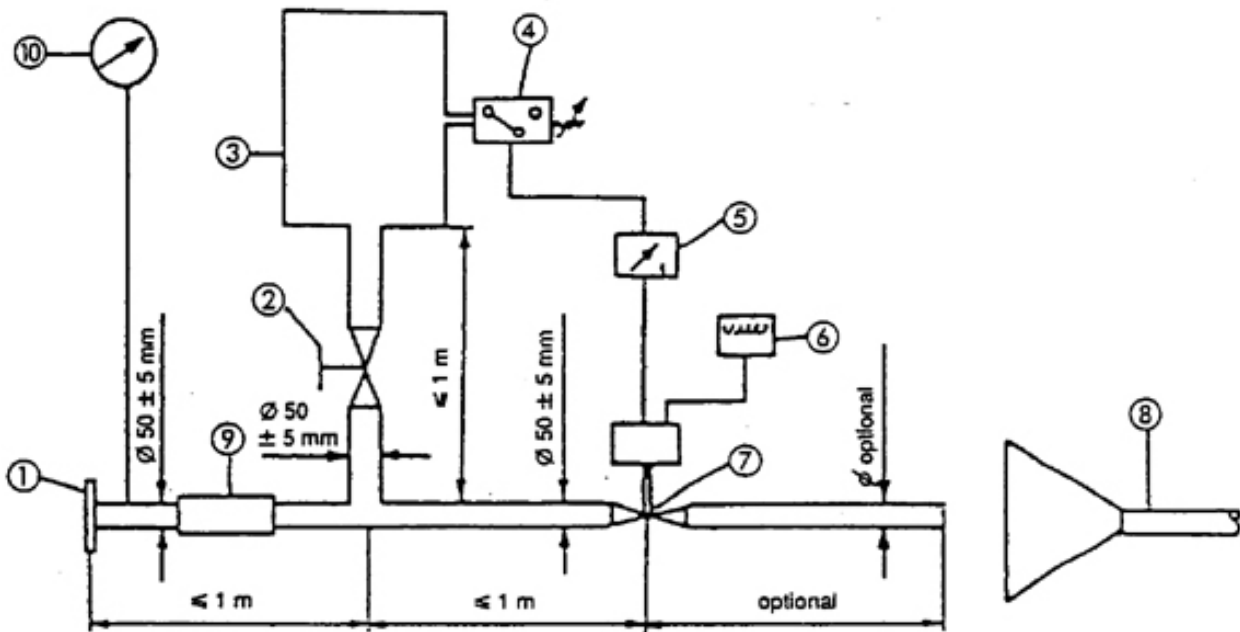 ⑩
④
③
⑤
②
⑥
≤ 1 m
Ø 50 ± 5 mm
Ø 50
± 5 mm
Ø 50 ± 5 mm
ø optional
⑧
①
⑨
⑦
≤ 1 m
≤ 1 m
optional